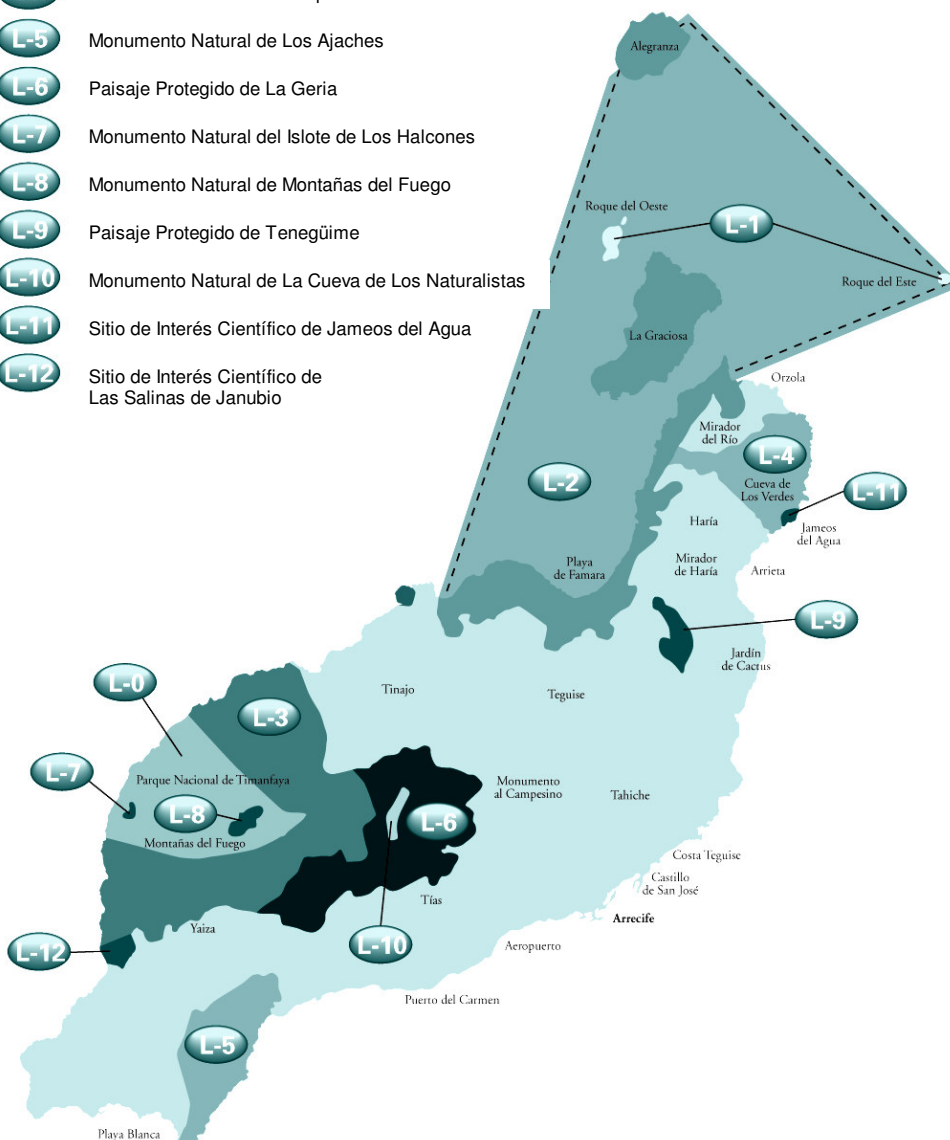 L-5 Monumento Natural de Los Ajaches
L-6 Paisaje Protegido de La Geria
L-7 Monumento Natural del Islote de Los Halcones
L-8 Monumento Natural de Montañas del Fuego
L-9 Paisaje Protegido de Tenegüime
L-10 Monumento Natural de La Cueva de Los Naturalistas
L-11 Sitio de Interés Científico de Jameos del Agua
L-12 Sitio de Interés Científico de
Las Salinas de Janubio
Alegranza
Roque del Oeste
L-1
Roque del Este
La Graciosa
Orzola
Mirador
del Río
L-4
Cueva de
Los Verdes
L-2
L-11
Jameos
del Agua
Haría
Mirador
de Haría
Arrieta
Playa
de Famara
L-9
Jardín
de Cactus
L-0
Tinajo
Teguise
L-3
L-7
Parque Nacional de Timanfaya
L-8
Montañas del Fuego
Monumento
al Campesino
Tahiche
L-6
Costa Teguise
Castillo
de San José
Tías
Arrecife
Yaiza
L-12
L-10
Aeropuerto
Puerto del Carmen
L-5
Playa Blanca